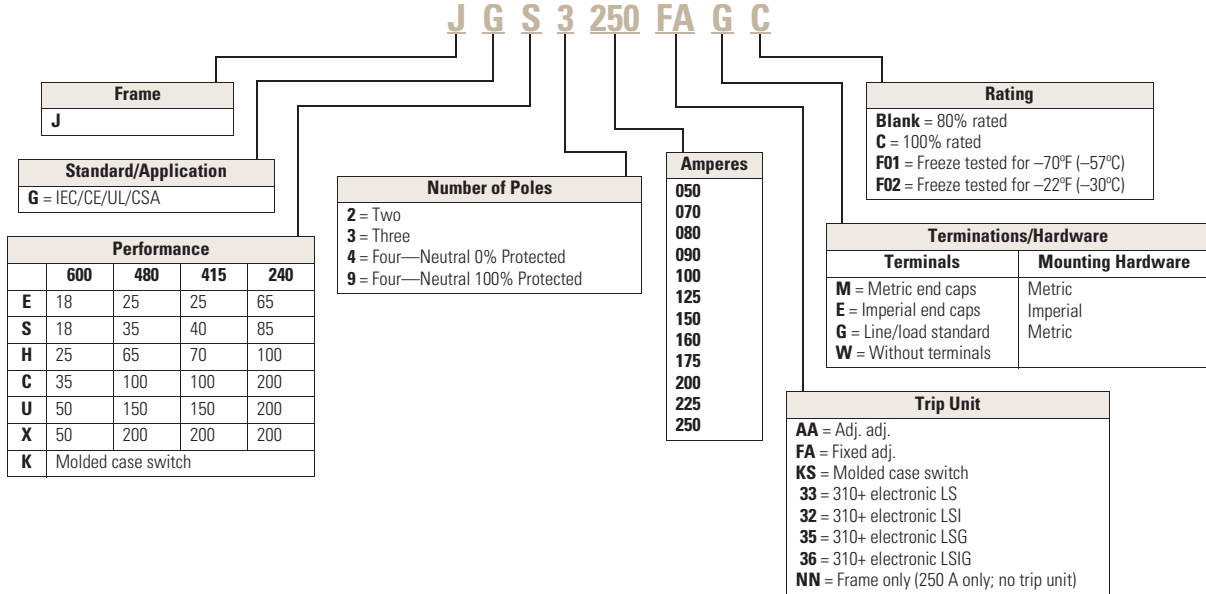 J G S 3 250 FA G C
Frame
J
Standard/Application
G = IEC/CE/UL/CSA
Performance
600 480 415 240
E 18 25 25 65
S 18 35 40 85
H 25 65 70 100
C 35 100 100 200
U 50 150 150 200
X 50 200 200 200
K Molded case switch
Number of Poles
2 = Two
3 = Three
4 = Four—Neutral 0% Protected
9 = Four—Neutral 100% Protected
Amperes
050
070
080
090
100
125
150
160
175
200
225
250
Rating
Blank = 80% rated
C = 100% rated
F01 = Freeze tested for –70ºF (–57ºC)
F02 = Freeze tested for –22ºF (–30ºC)
Terminations/Hardware
Terminals Mounting Hardware
M = Metric end caps Metric
E = Imperial end caps Imperial
G = Line/load standard Metric
W = Without terminals
Trip Unit
AA = Adj. adj.
FA = Fixed adj.
KS = Molded case switch
33 = 310+ electronic LS
32 = 310+ electronic LSI
35 = 310+ electronic LSG
36 = 310+ electronic LSIG
NN = Frame only (250 A only; no trip unit)